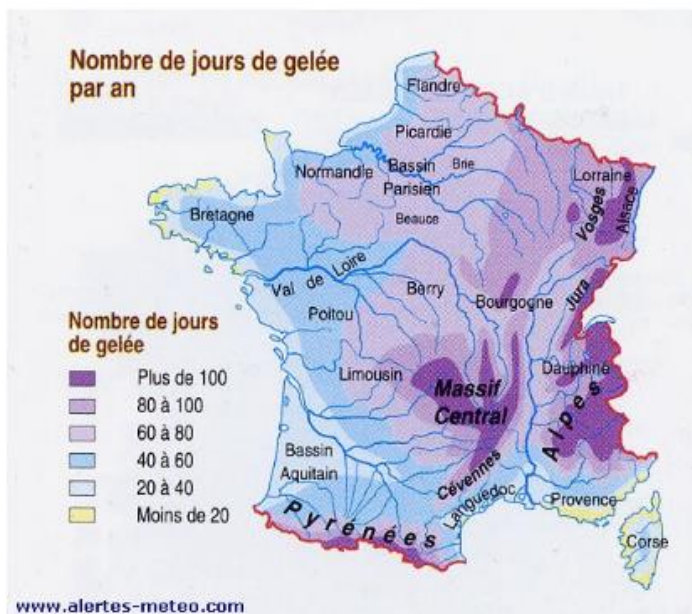 Nombre de jours de gelée
par an
Flandre
Picardie
Normandie
Bassin
Parisien
Brie
Lorraine
Vosges
Alsace
Bretagne
Beauce
Val de Loire
Berry
Bourgogne
Jura
Poitou
Nombre de jours
de gelée
Plus de 100
80 à 100
60 à 80
40 à 60
20 à 40
Moins de 20
Limousin
Massif
Central
Dauphiné
Alpes
Bassin
Aquitain
Cévennes
Languedoc
Provence
Pyrénées
Corse
www.alertes-meteo.com